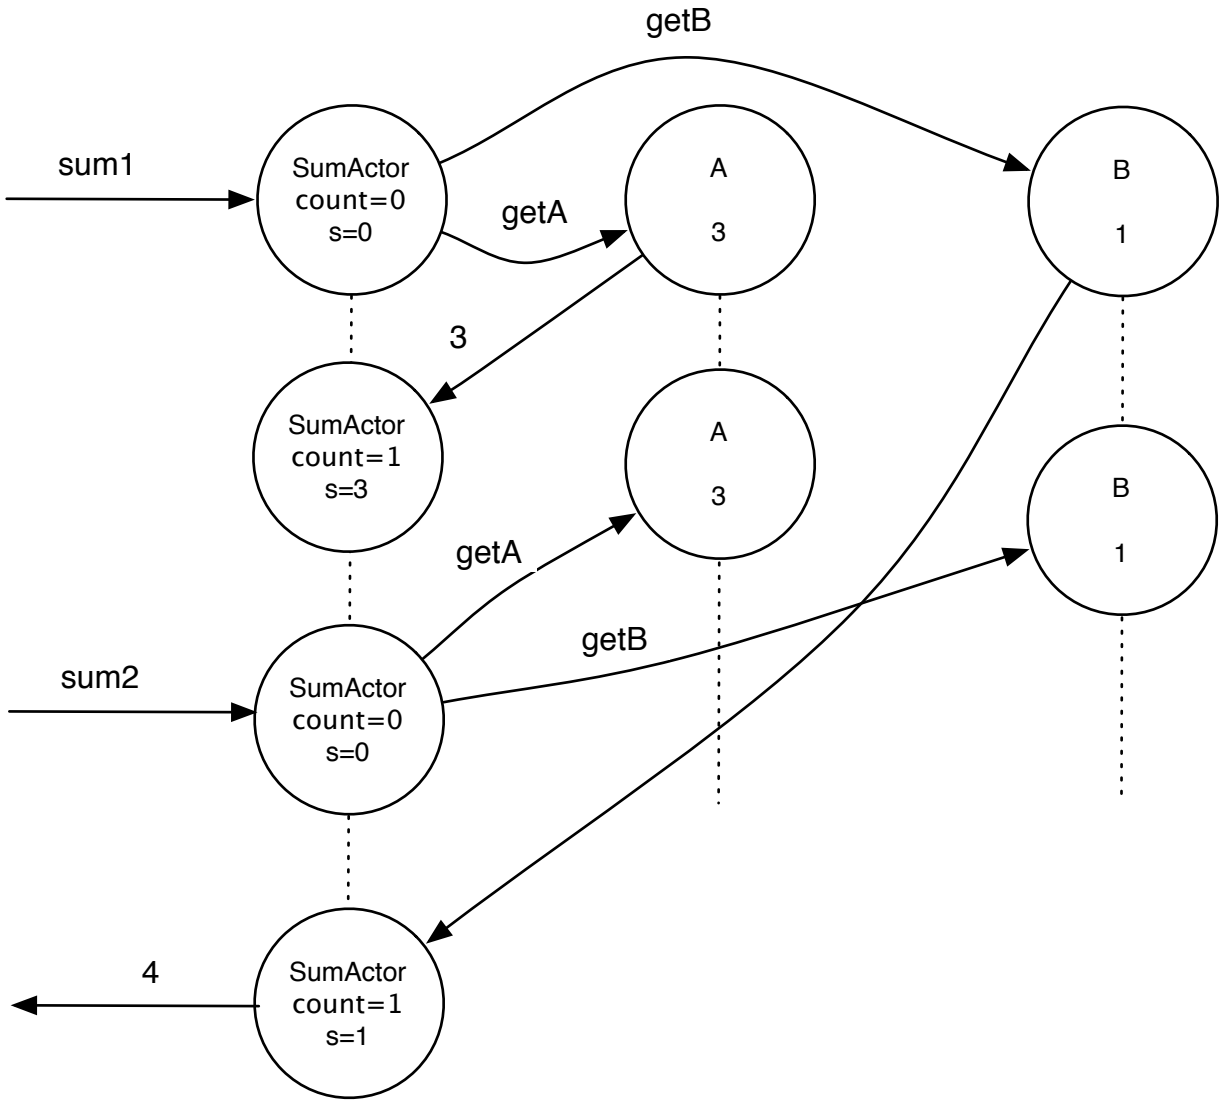 getB
sum1
SumActor
count=0
s=0
getA
A
3
B
1
3
SumActor
count=1
s=3
A
3
B
1
getA
getB
sum2
SumActor
count=0
s=0
4
SumActor
count=1
s=1